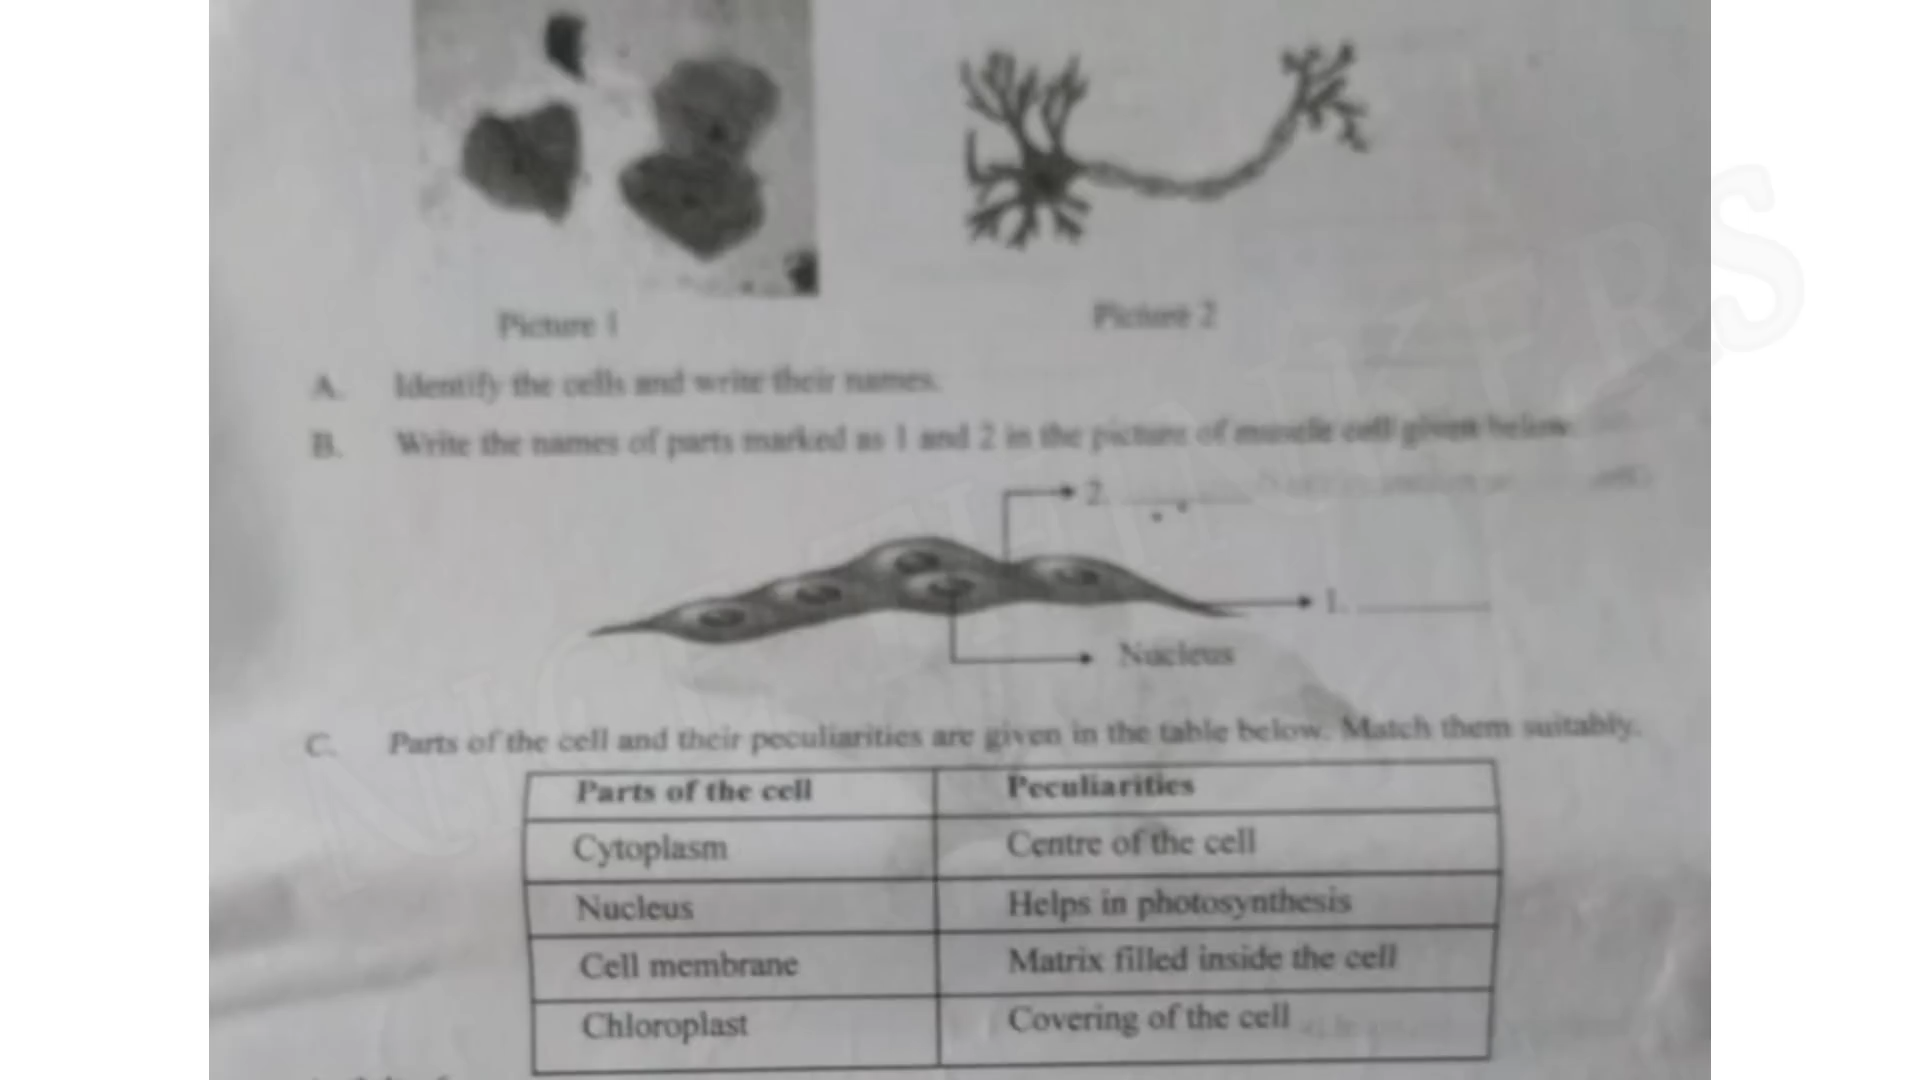 Picture 1
Picture 2
A. Identify the cells and write their names.
B. Write the names of parts marked as 1 and 2 in the picture of muscle cell given below
2.
1.
Nucleus
C. Parts of the cell and their peculiarities are given in the table below. Match them suitably.
Parts of the cell Peculiarities
Cytoplasm Centre of the cell
Nucleus Helps in photosynthesis
Cell membrane Matrix filled inside the cell
Chloroplast Covering of the cell